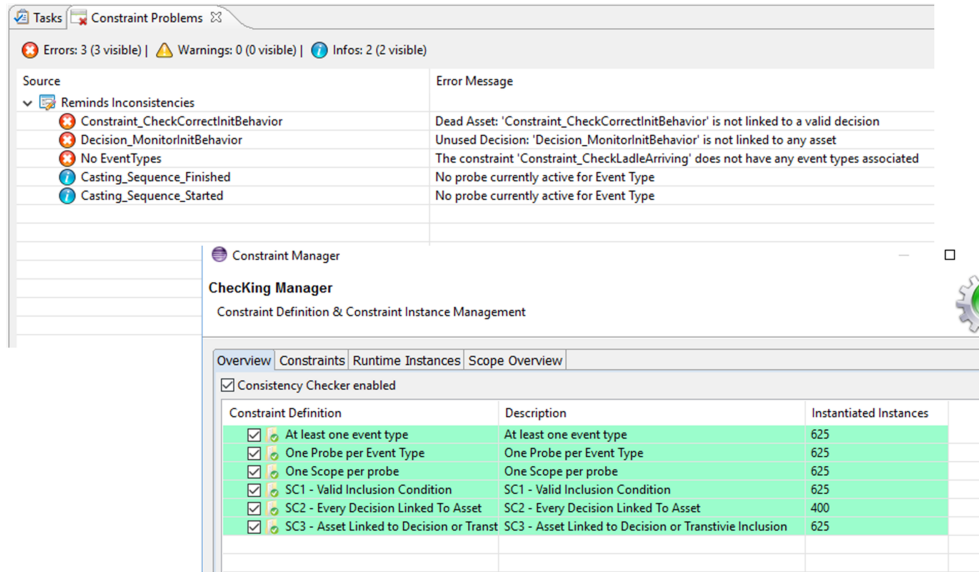 Tasks Constraint Problems
Errors: 3 (3 visible) | Warnings: 0 (0 visible) | Infos: 2 (2 visible)
Source Error Message
Reminds Inconsistencies
Constraint_CheckCorrectInitBehavior Dead Asset: 'Constraint_CheckCorrectInitBehavior' is not linked to a valid decision
Decision_MonitorInitBehavior Unused Decision: 'Decision_MonitorInitBehavior' is not linked to any asset
No EventTypes The constraint 'Constraint_CheckLadleArriving' does not have any event types associated
Casting_Sequence_Finished No probe currently active for Event Type
Casting_Sequence_Started No probe currently active for Event Type
Constraint Manager
ChecKing Manager
Constraint Definition & Constraint Instance Management
Overview Constraints Runtime Instances Scope Overview
Consistency Checker enabled
Constraint Definition Description Instantiated Instances
At least one event type At least one event type 625
One Probe per Event Type One Probe per Event Type 625
One Scope per probe One Scope per probe 625
SC1 - Valid Inclusion Condition SC1 - Valid Inclusion Condition 625
SC2 - Every Decision Linked To Asset SC2 - Every Decision Linked To Asset 400
SC3 - Asset Linked to Decision or Transt SC3 - Asset Linked to Decision or Transtivie Inclusion 625